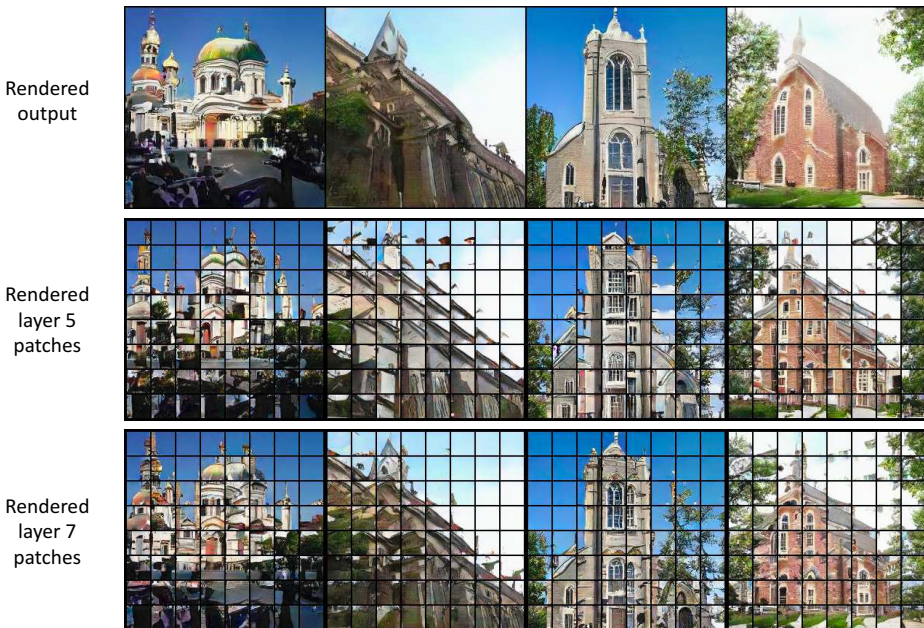 Rendered
output
Rendered
layer 5
patches
Rendered
layer 7
patches